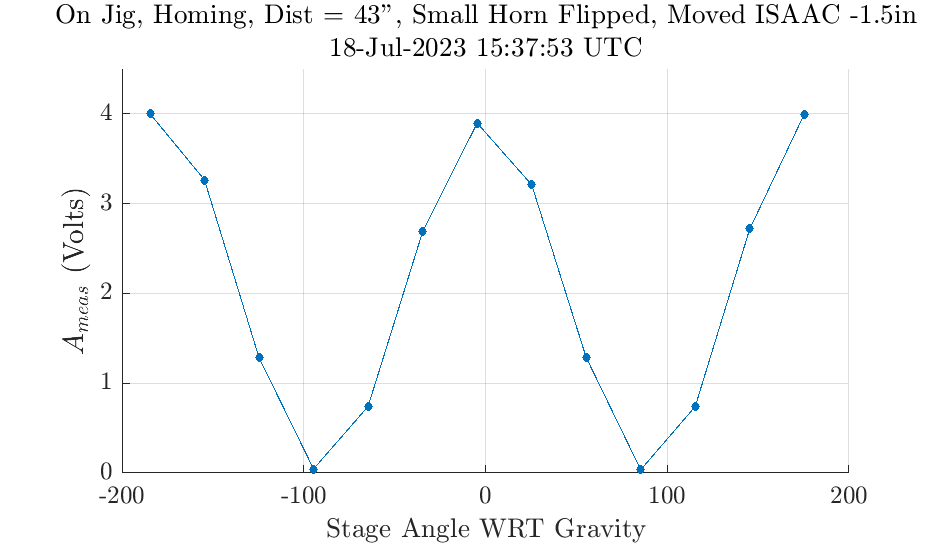 On Jig, Homing, Dist = 43”, Small Horn Flipped, Moved ISAAC -1.5in
18-Jul-2023 15:37:53 UTC
4
3
2
1
0
A_meas (Volts)
-200 -100 0 100 200
Stage Angle WRT Gravity